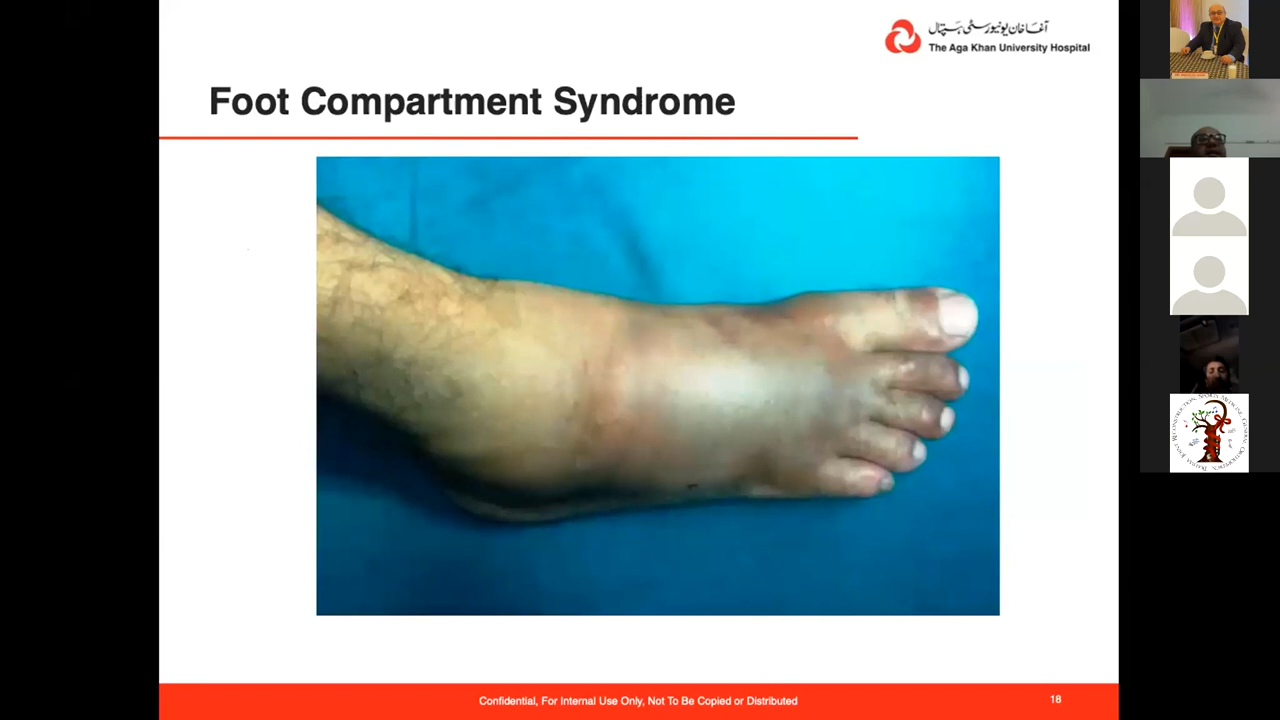 آغا خان یونیورسٹی ہسپتال
The Aga Khan University Hospital
Foot Compartment Syndrome
Confidential, For Internal Use Only, Not To Be Copied or Distributed
18